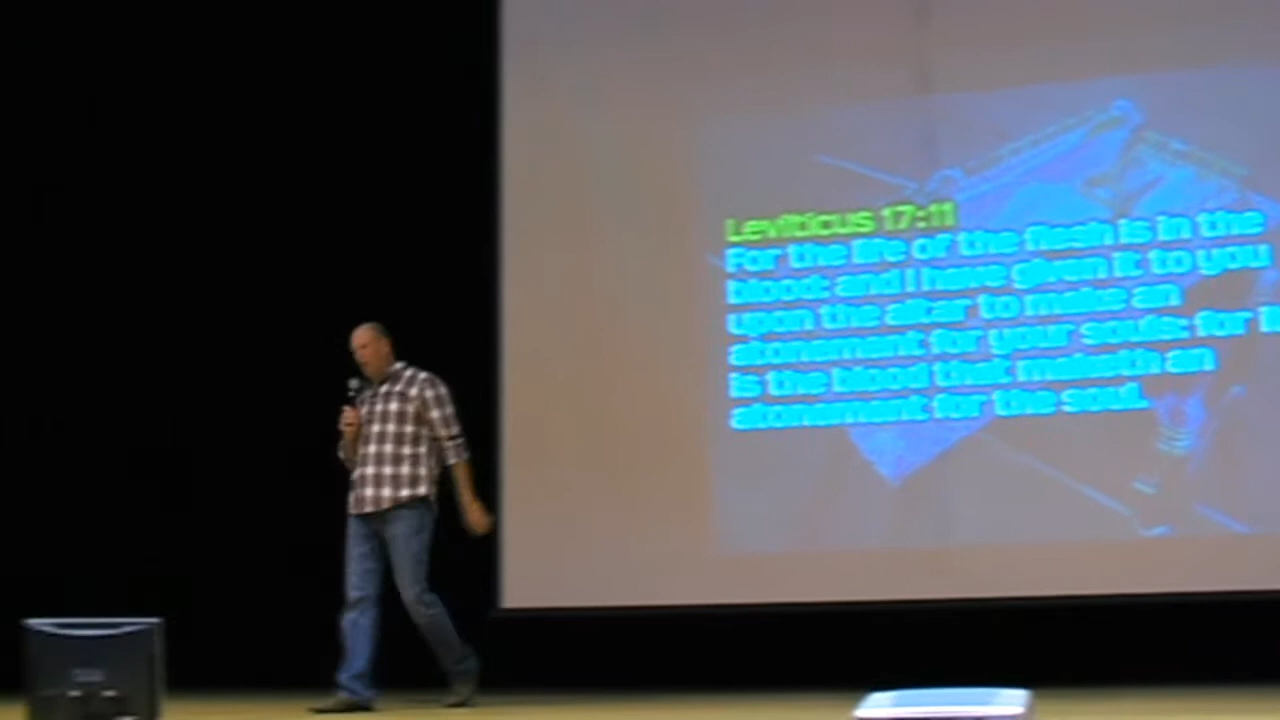 Leviticus 17:11
For the life of the flesh is in the
blood: and I have given it to you
upon the altar to make an
atonement for your souls: for it
is the blood that maketh an
atonement for the soul.